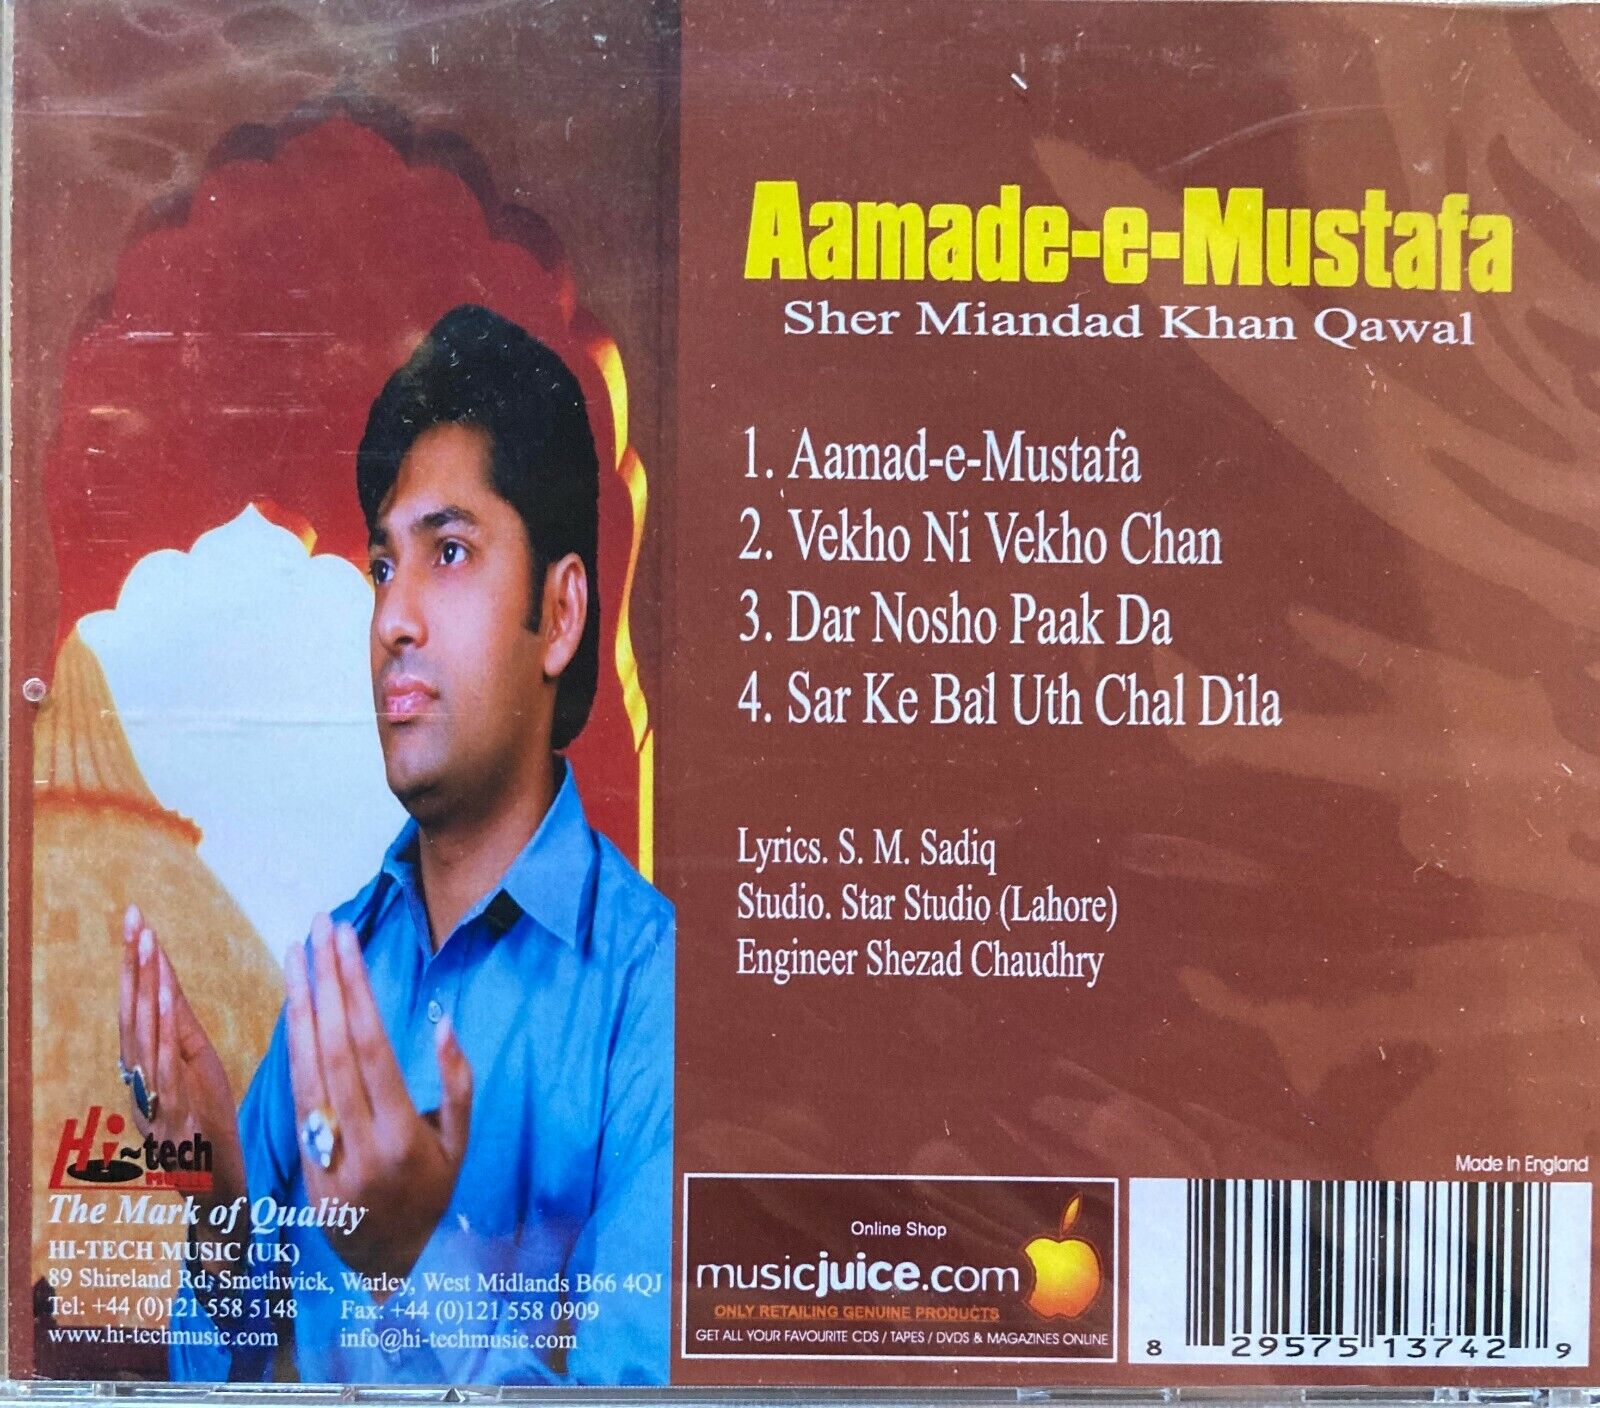 Aamade-e-Mustafa
Sher Miandad Khan Qawal
1. Aamad-e-Mustafa
2. Vekho Ni Vekho Chan
3. Dar Nosho Paak Da
4. Sar Ke Bal Uth Chal Dila
Lyrics. S. M. Sadiq
Studio. Star Studio (Lahore)
Engineer Shezad Chaudhry
Hi~tech
MUSIC
The Mark of Quality
HI-TECH MUSIC (UK)
89 Shireland Rd, Smethwick, Warley, West Midlands B66 4QJ
Tel: +44 (0)121 558 5148 Fax: +44 (0)121 558 0909
www.hi-techmusic.com info@hi-techmusic.com
Online Shop
musicjuice.com
ONLY RETAILING GENUINE PRODUCTS
GET ALL YOUR FAVOURITE CDS / TAPES / DVDS & MAGAZINES ONLINE
Made in England
8 29575 13742 9